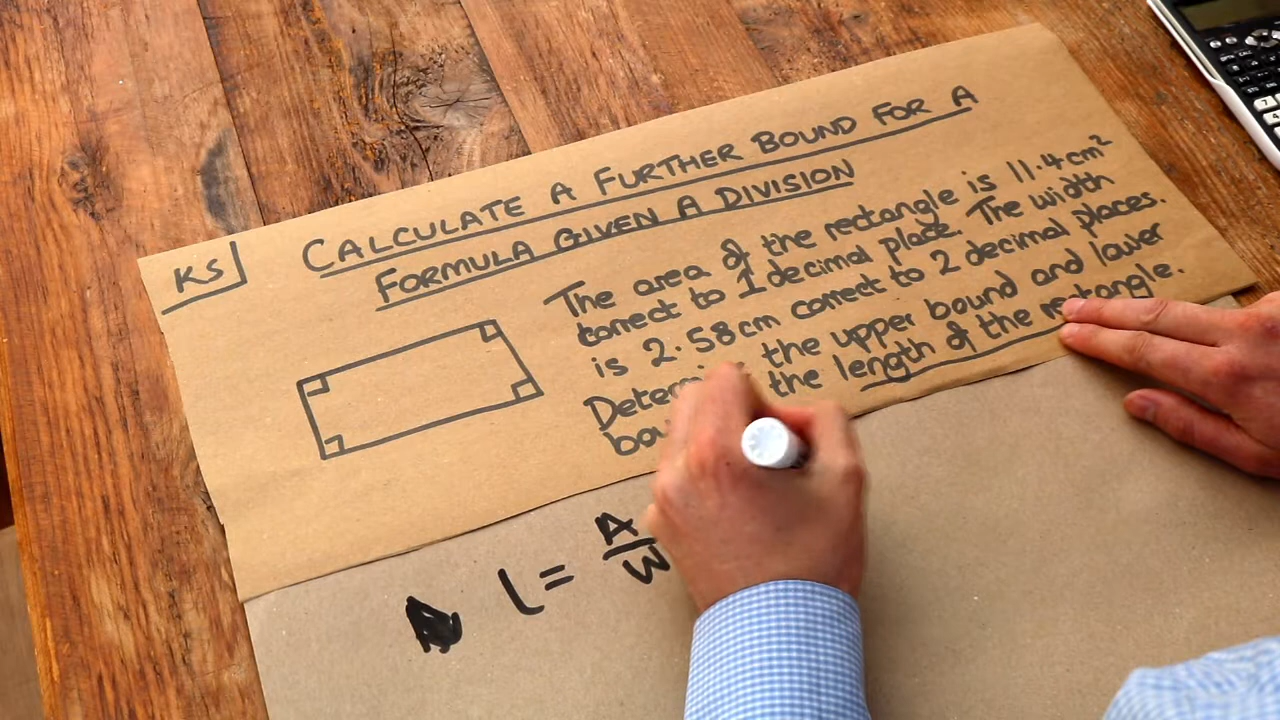 KS
CALCULATE A FURTHER BOUND FOR A
FORMULA GIVEN A DIVISION
The area of the rectangle is 11.4cm²
correct to 1 decimal place. The width
is 2.58cm correct to 2 decimal places.
the upper bound and lower
the length of the rectangle.
l = A/W